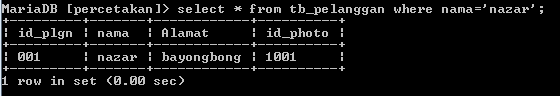 MariaDB [percetakan]> select * from tb_pelanggan where nama='nazar';
+---------+-------+------------+----------+
| id_plgn | nama | Alamat | id_photo |
+---------+-------+------------+----------+
| 001 | nazar | bayongbong | 1001 |
+---------+-------+------------+----------+
1 row in set (0.00 sec)